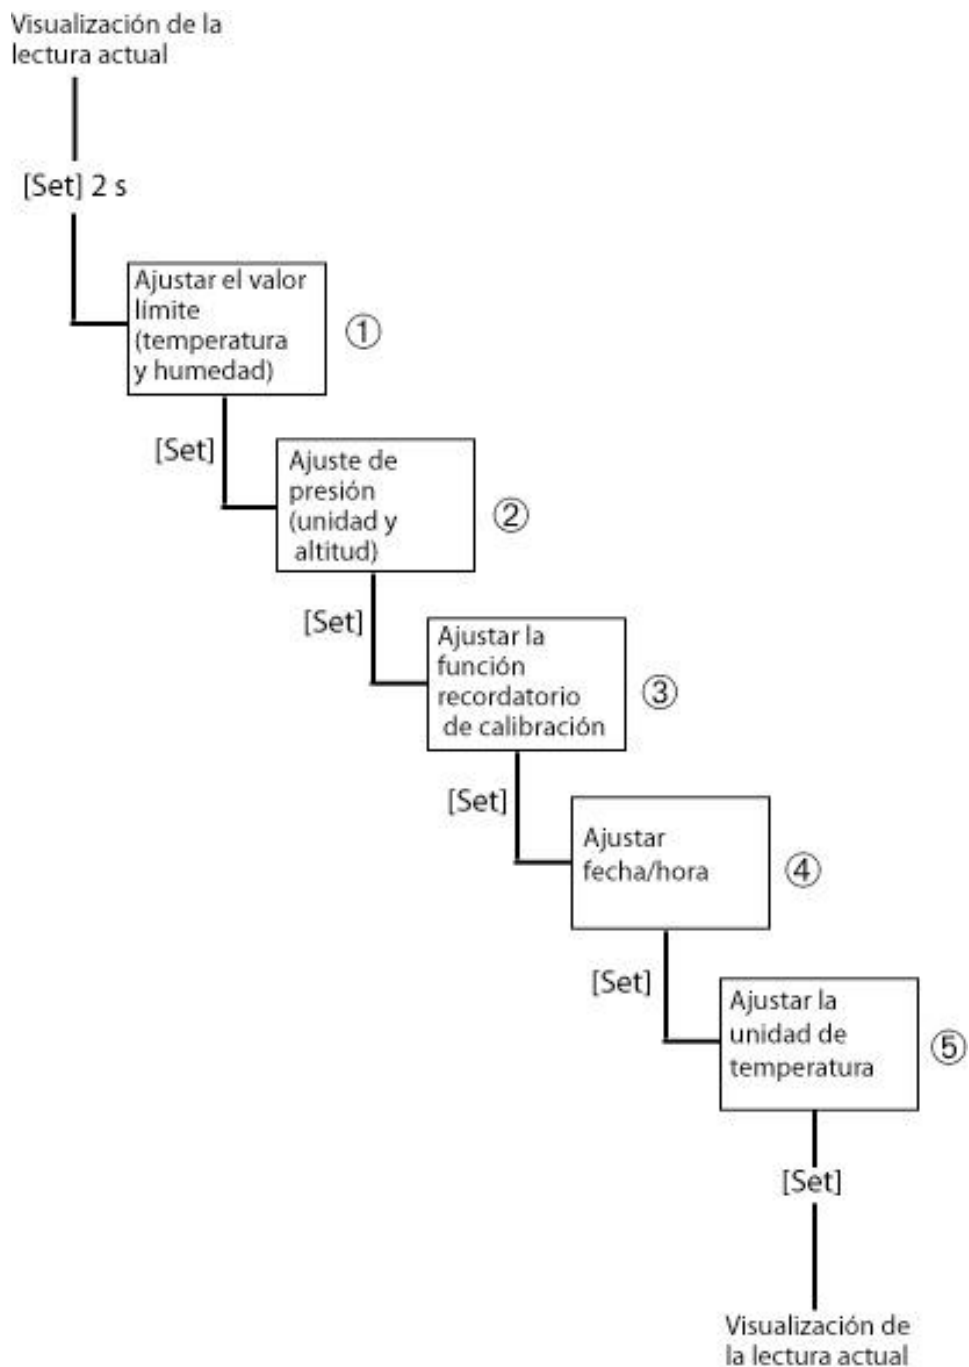 Visualización de la
lectura actual
[Set] 2 s
Ajustar el valor
límite
(temperatura
y humedad)
①
[Set]
Ajuste de
presión
(unidad y
altitud)
②
[Set]
Ajustar la
función
recordatorio
de calibración
③
[Set]
Ajustar
fecha/hora
④
[Set]
Ajustar la
unidad de
temperatura
⑤
[Set]
Visualización de
la lectura actual